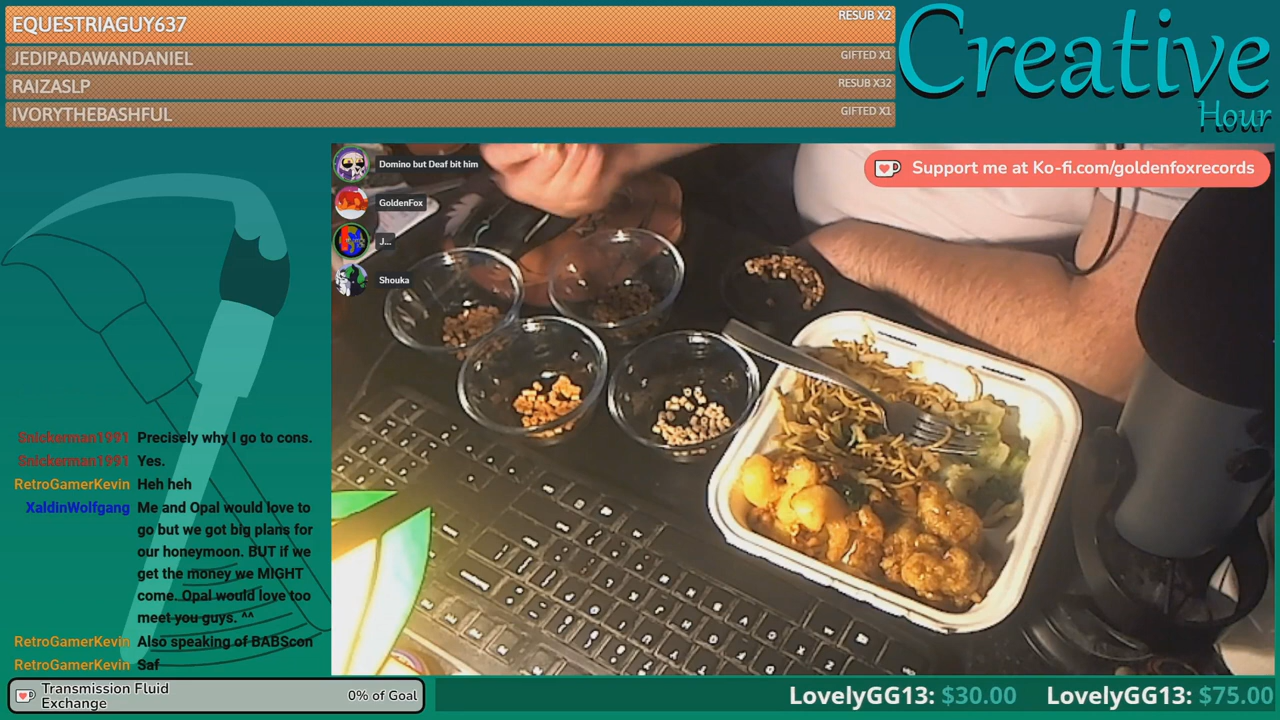 EQUESTRIAGUY637 RESUB X2
JEDIPADAWANDANIEL GIFTED X1
RAIZASLP RESUB X32
IVORYTHEBASHFUL GIFTED X1
Creative
Hour
Domino but Deaf bit him
GoldenFox
J...
Shouka
Support me at Ko-fi.com/goldenfoxrecords
Snickerman1991 Precisely why I go to cons.
Snickerman1991 Yes.
RetroGamerKevin Heh heh
XaldinWolfgang Me and Opal would love to
go but we got big plans for
our honeymoon. BUT if we
get the money we MIGHT
come. Opal would love too
meet you guys. ^^
RetroGamerKevin Also speaking of BABScon
RetroGamerKevin Saf
Transmission Fluid
Exchange
0% of Goal
LovelyGG13: $30.00 LovelyGG13: $75.00